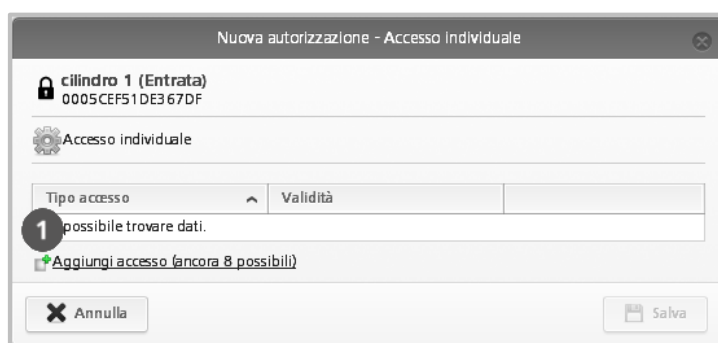 Nuova autorizzazione - Accesso individuale
cilindro 1 (Entrata)
0005CEF51DE367DF
Accesso individuale
Tipo accesso Validità
1 possibile trovare dati.
Aggiungi accesso (ancora 8 possibili)
Annulla Salva